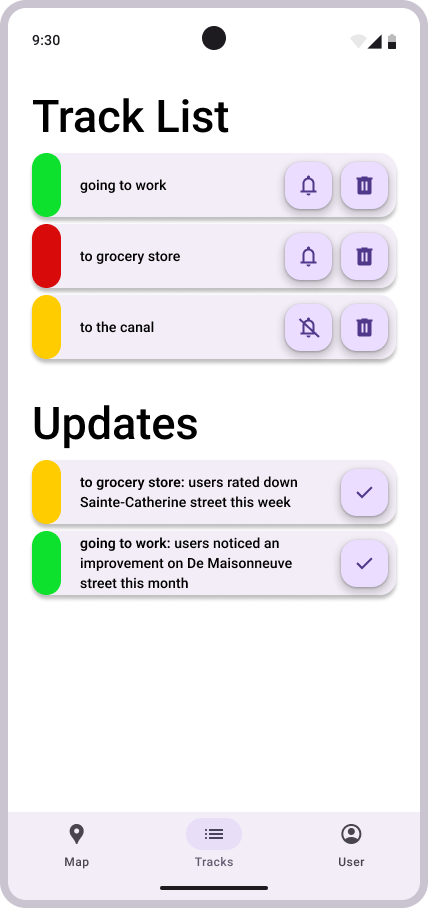 9:30
Track List
going to work
to grocery store
to the canal
Updates
to grocery store: users rated down
Sainte-Catherine street this week
going to work: users noticed an
improvement on De Maisonneuve
street this month
Map
Tracks
User